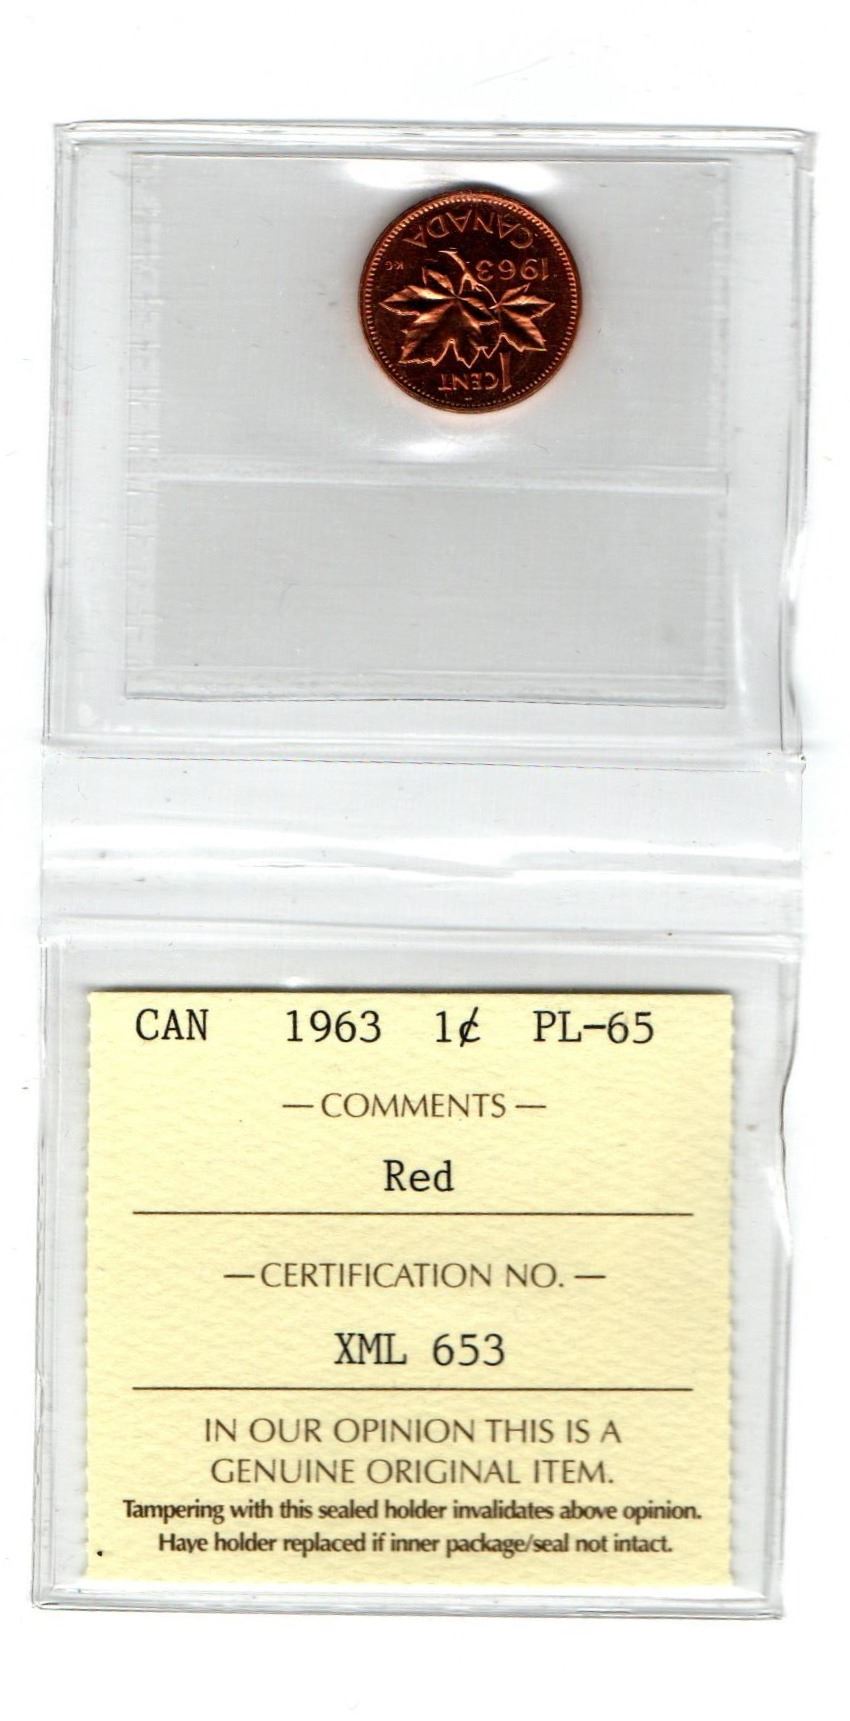 CANADA
1963
KG
1 CENT
CAN 1963 1¢ PL-65
— COMMENTS —
Red
— CERTIFICATION NO. —
XML 653
IN OUR OPINION THIS IS A
GENUINE ORIGINAL ITEM.
Tampering with this sealed holder invalidates above opinion.
Have holder replaced if inner package/seal not intact.